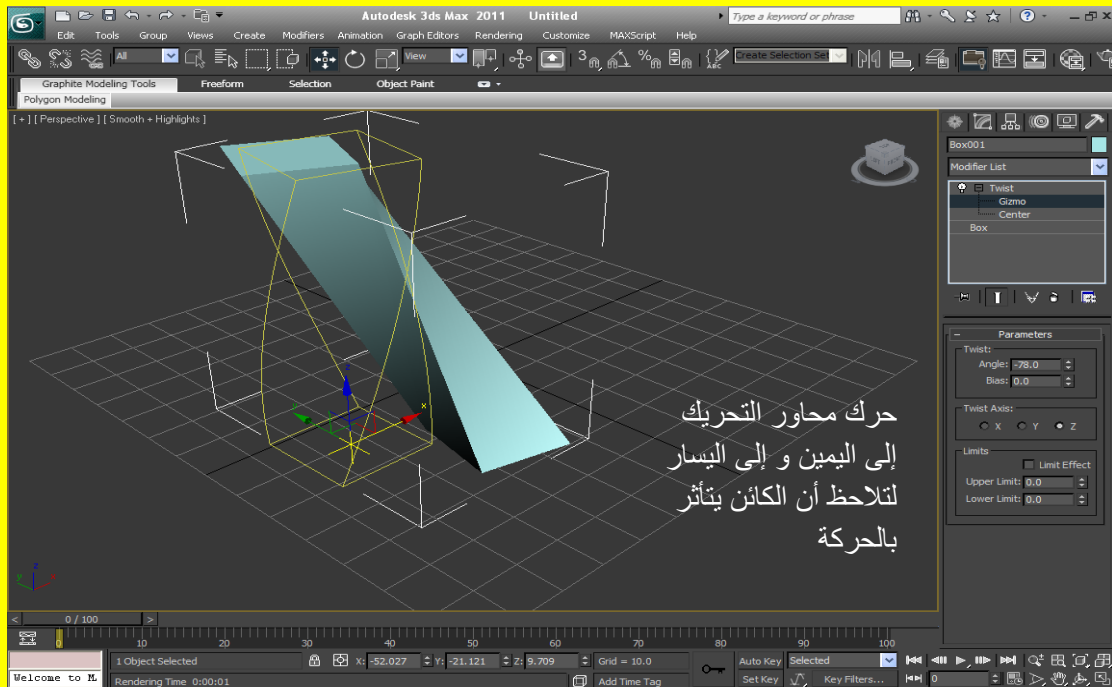 Autodesk 3ds Max 2011 Untitled
Type a keyword or phrase
Edit Tools Group Views Create Modifiers Animation Graph Editors Rendering Customize MAXScript Help
All
View
3
Create Selection Set
Graphite Modeling Tools Freeform Selection Object Paint
Polygon Modeling
[ + ] [ Perspective ] [ Smooth + Highlights ]
Box001
Modifier List
Twist
Gizmo
Center
Box
Parameters
Twist:
Angle: -78.0
Bias: 0.0
Twist Axis:
X Y Z
Limits
Limit Effect
Upper Limit: 0.0
Lower Limit: 0.0
حرك محاور التحريك
إلى اليمين و إلى اليسار
لتلاحظ أن الكائن يتأثر
بالحركة
z
x
z
y x
< 0 / 100 >
0 10 20 30 40 50 60 70 80 90 100
1 Object Selected X: -52.027 Y: -21.121 Z: 9.709 Grid = 10.0 Auto Key Selected
Welcome to M Rendering Time 0:00:01 Add Time Tag Set Key Key Filters... 0